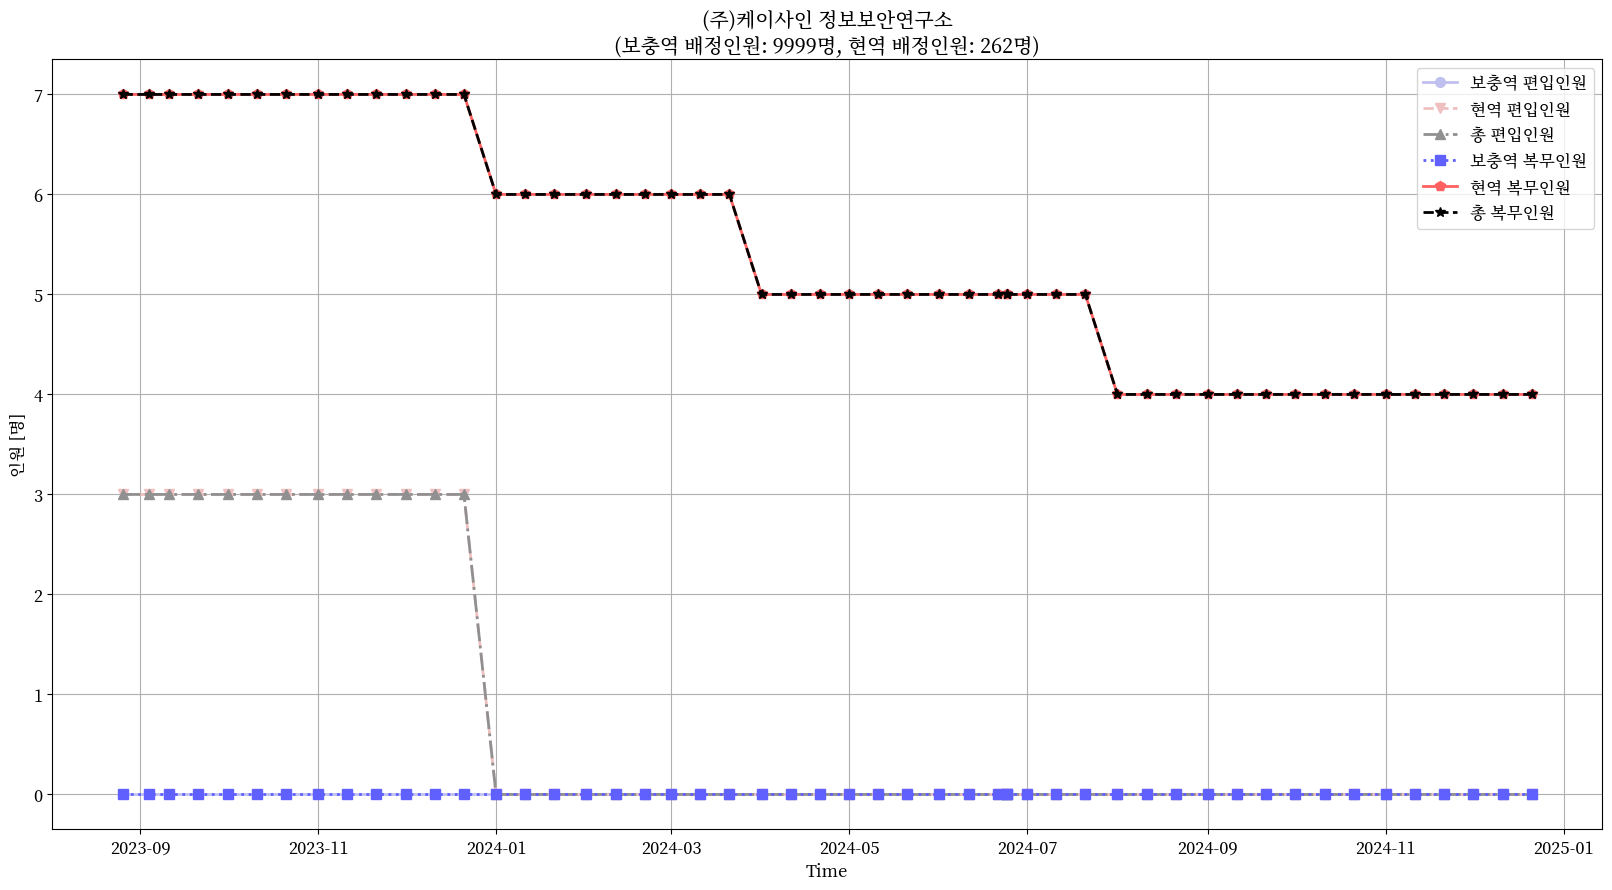 (주)케이사인 정보보안연구소
(보충역 배정인원: 9999명, 현역 배정인원: 262명)
보충역 편입인원
현역 편입인원
총 편입인원
보충역 복무인원
현역 복무인원
총 복무인원
인원 [명]
7
6
5
4
3
2
1
0
2023-09
2023-11
2024-01
2024-03
2024-05
2024-07
2024-09
2024-11
2025-01
Time